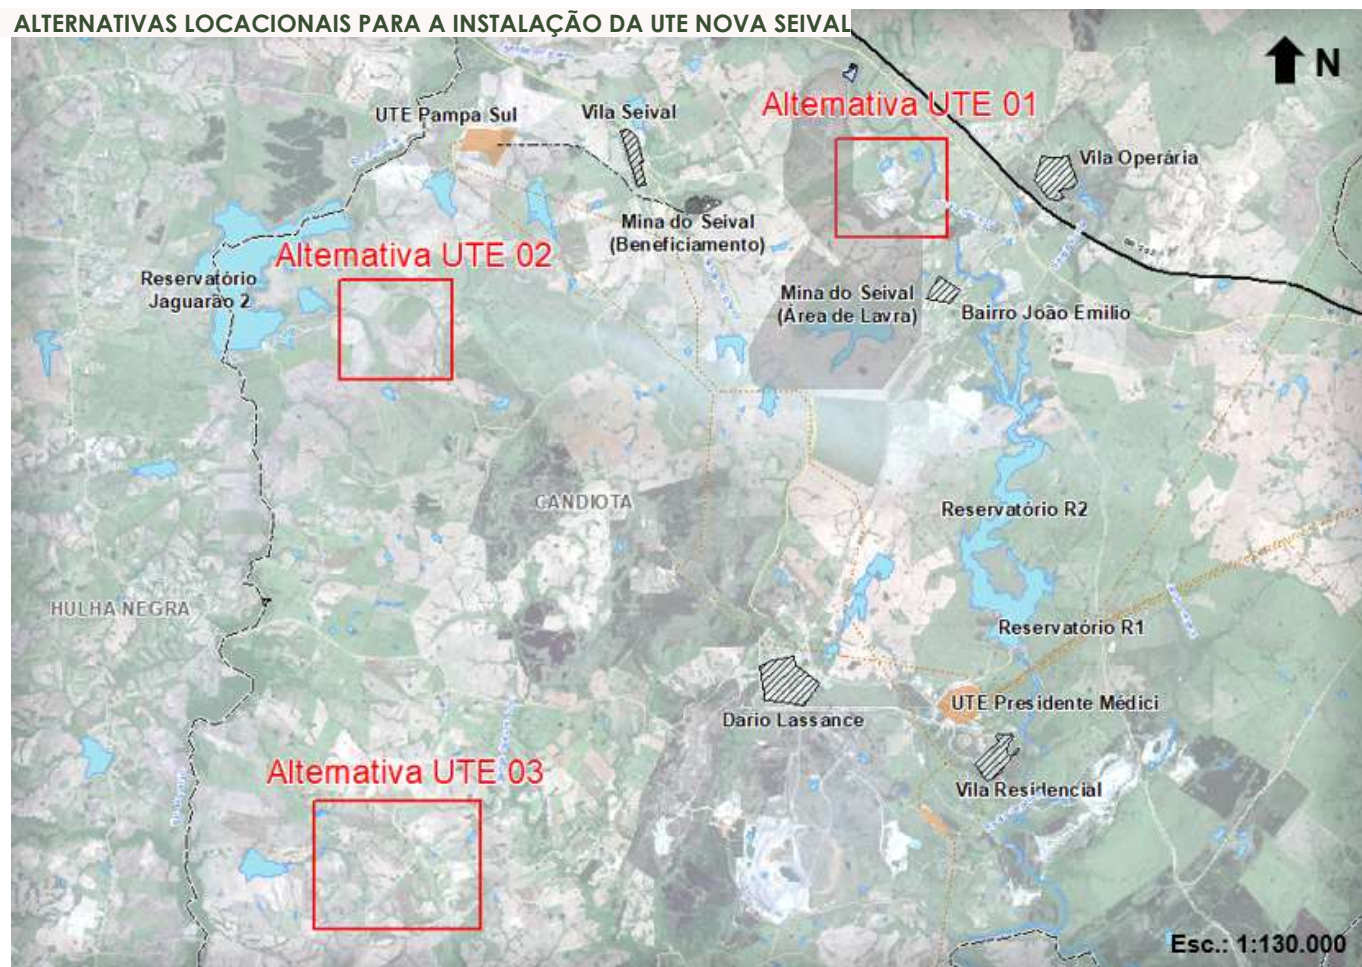 ALTERNATIVAS LOCACIONAIS PARA A INSTALAÇÃO DA UTE NOVA SEIVAL
N
UTE Pampa Sul
Vila Seival
Alternativa UTE 01
Vila Operária
Mina do Seival
(Beneficiamento)
Alternativa UTE 02
Reservatório
Jaguarão 2
Mina do Seival
(Área de Lavra)
Bairro João Emilio
CANDIOTA
Reservatório R2
HULHA NEGRA
Reservatório R1
UTE Presidente Médici
Dario Lassance
Alternativa UTE 03
Vila Residencial
Esc.: 1:130.000